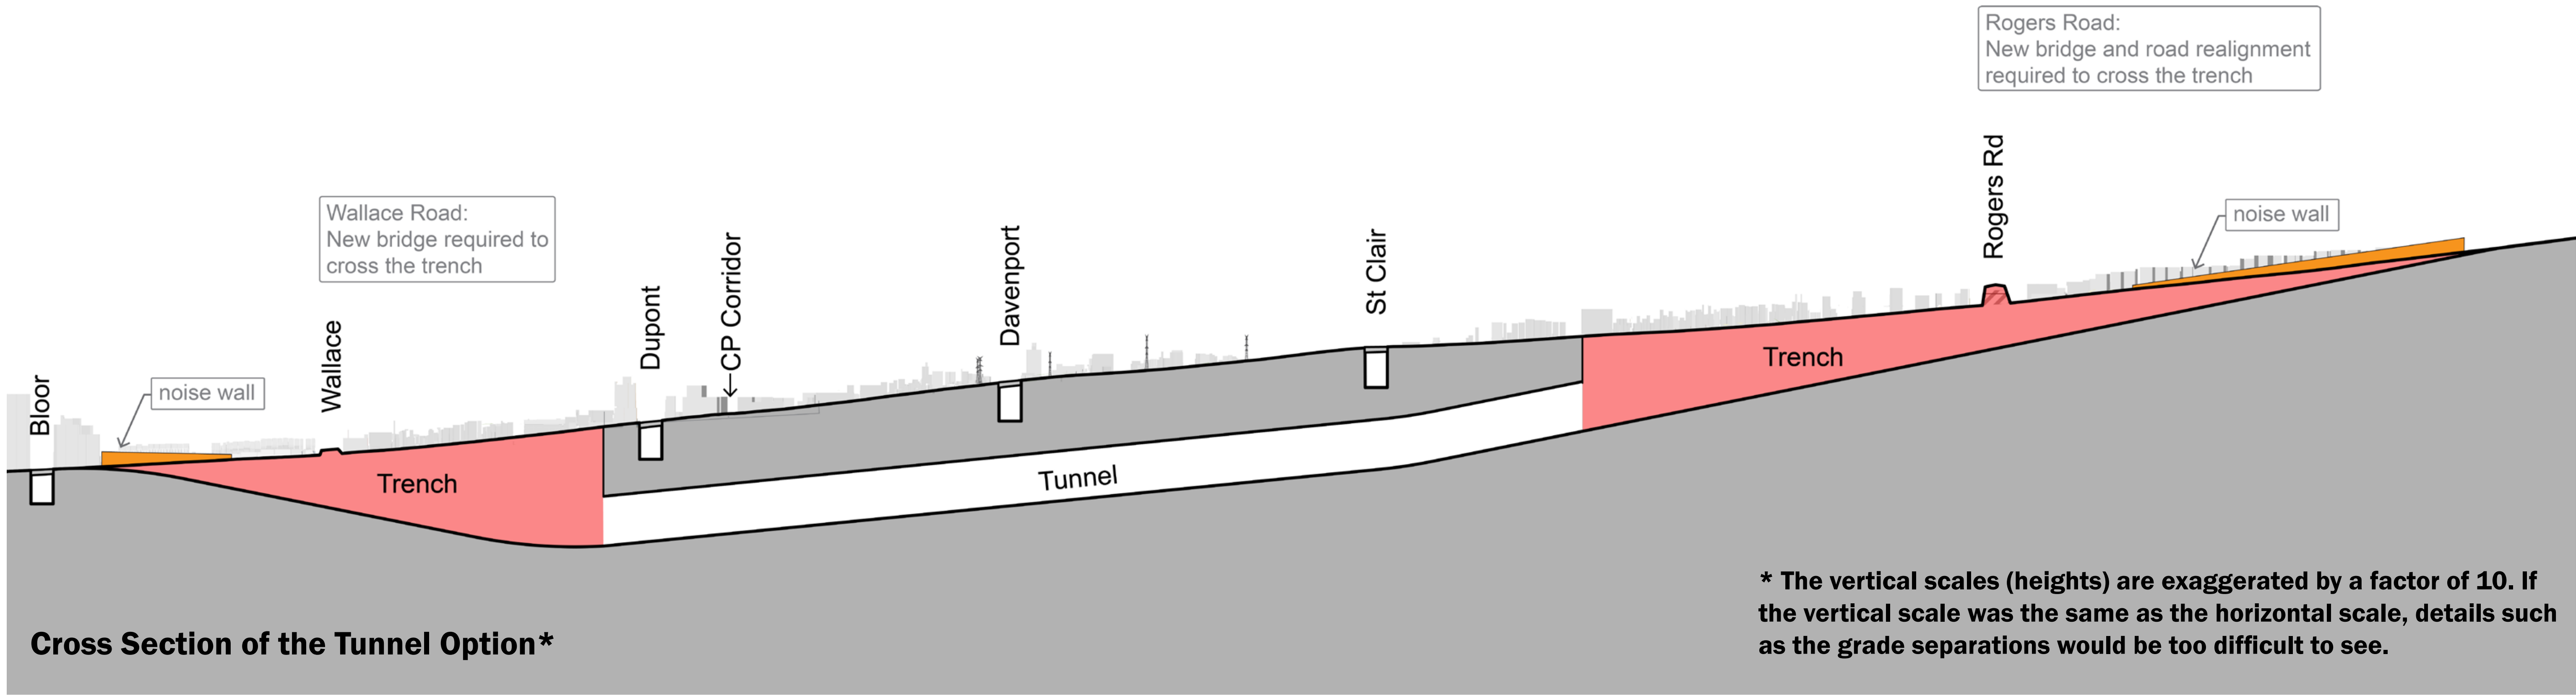 Rogers Road:
New bridge and road realignment
required to cross the trench
Rogers Rd
Wallace Road:
New bridge required to
cross the trench
noise wall
St Clair
Davenport
CP Corridor
Dupont
Wallace
Bloor
noise wall
Trench
Trench
Tunnel
* The vertical scales (heights) are exaggerated by a factor of 10. If
the vertical scale was the same as the horizontal scale, details such
as the grade separations would be too difficult to see.
Cross Section of the Tunnel Option*